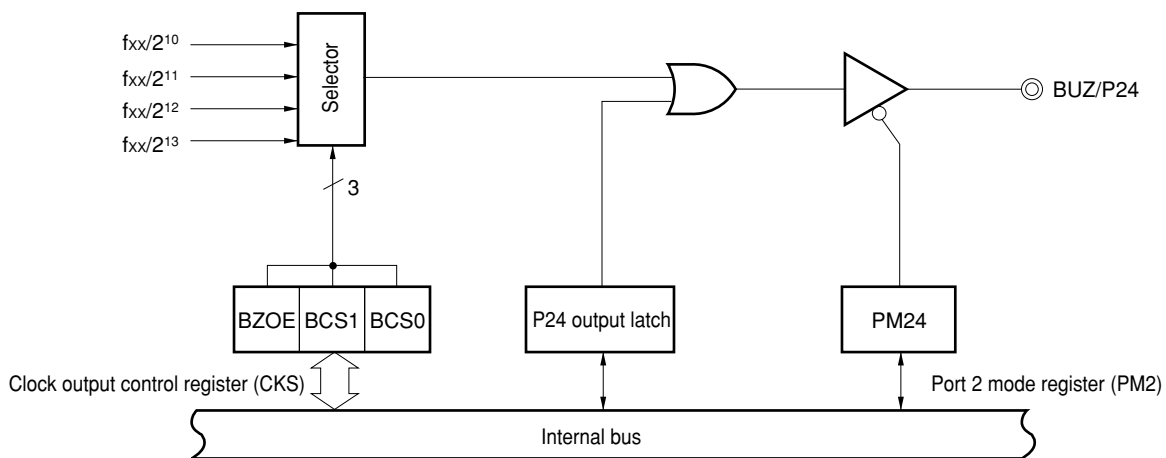 fxx/2¹⁰
fxx/2¹¹
fxx/2¹²
fxx/2¹³
Selector
BUZ/P24
3
BZOE BCS1 BCS0
P24 output latch
PM24
Clock output control register (CKS)
Port 2 mode register (PM2)
Internal bus